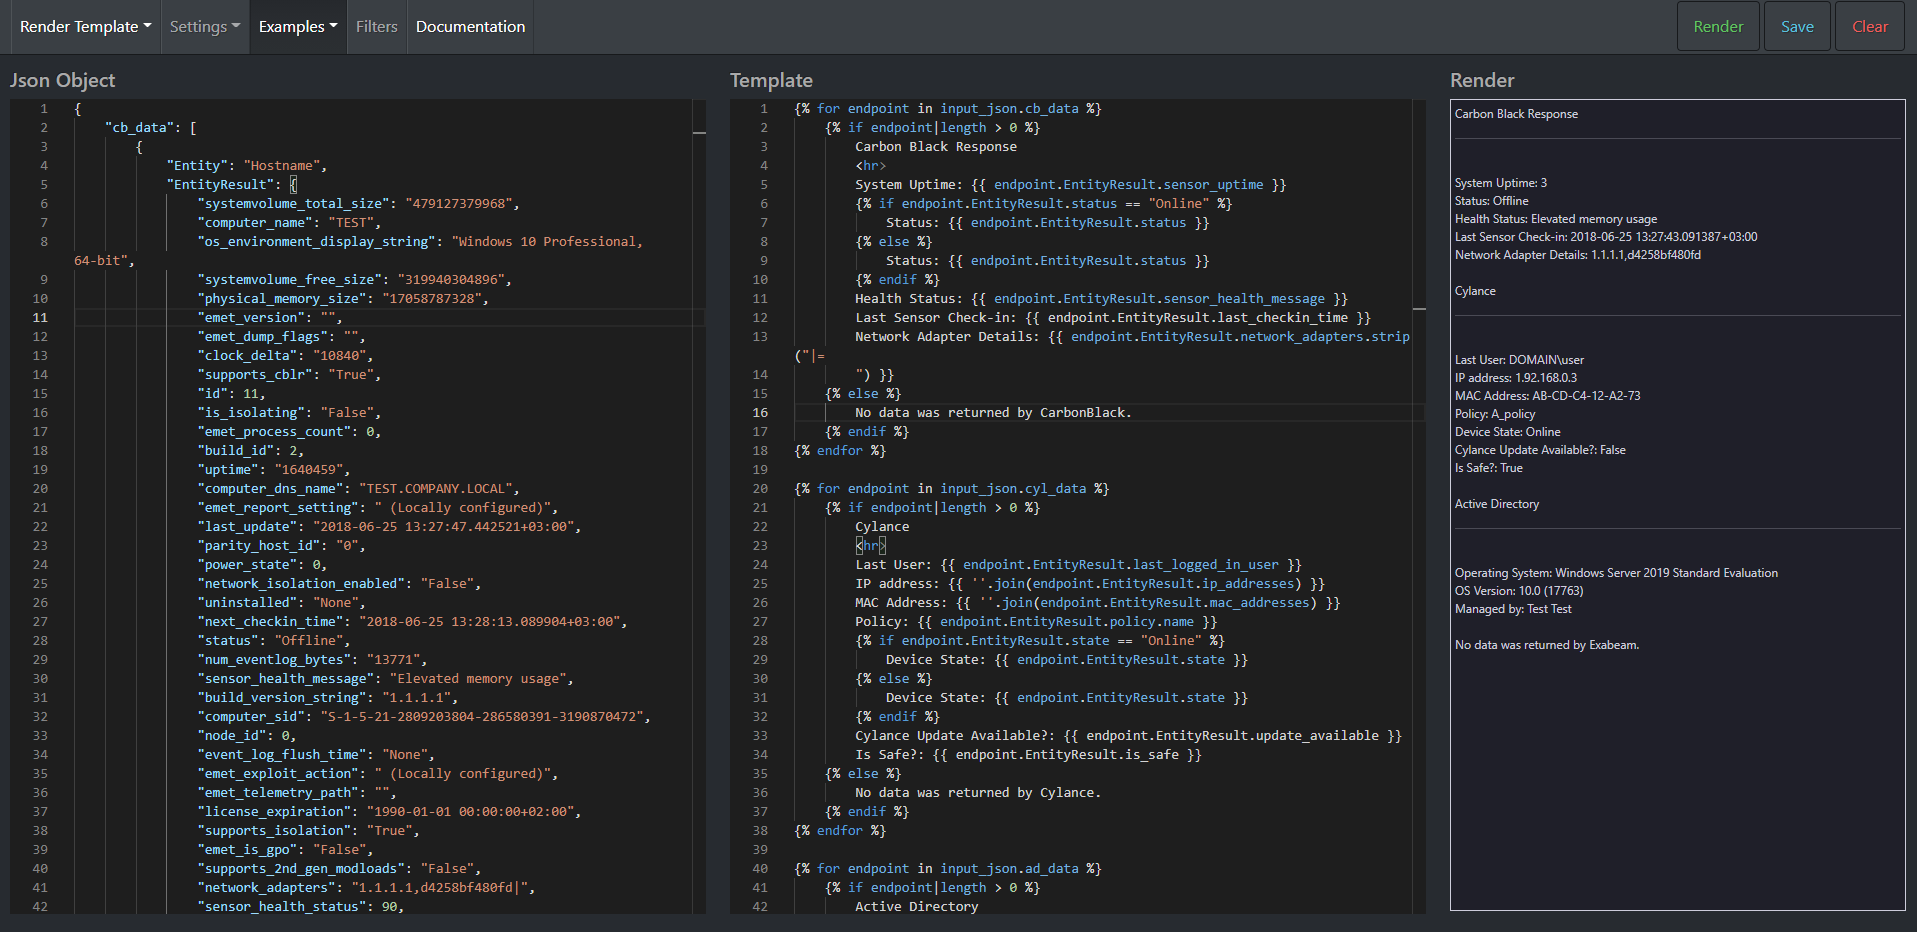 Render Template Settings Examples Filters Documentation Render Save Clear
Json Object
1 {
2 "cb_data": [
3 {
4 "Entity": "Hostname",
5 "EntityResult": {
6 "systemvolume_total_size": "479127379968",
7 "computer_name": "TEST",
8 "os_environment_display_string": "Windows 10 Professional,
64-bit",
9 "systemvolume_free_size": "319940304896",
10 "physical_memory_size": "17058787328",
11 "emet_version": "",
12 "emet_dump_flags": "",
13 "clock_delta": "10840",
14 "supports_cblr": "True",
15 "id": 11,
16 "is_isolating": "False",
17 "emet_process_count": 0,
18 "build_id": 2,
19 "uptime": "1640459",
20 "computer_dns_name": "TEST.COMPANY.LOCAL",
21 "emet_report_setting": " (Locally configured)",
22 "last_update": "2018-06-25 13:27:47.442521+03:00",
23 "parity_host_id": "0",
24 "power_state": 0,
25 "network_isolation_enabled": "False",
26 "uninstalled": "None",
27 "next_checkin_time": "2018-06-25 13:28:13.089904+03:00",
28 "status": "Offline",
29 "num_eventlog_bytes": "13771",
30 "sensor_health_message": "Elevated memory usage",
31 "build_version_string": "1.1.1.1",
32 "computer_sid": "S-1-5-21-2809203804-286580391-3190870472",
33 "node_id": 0,
34 "event_log_flush_time": "None",
35 "emet_exploit_action": " (Locally configured)",
36 "emet_telemetry_path": "",
37 "license_expiration": "1990-01-01 00:00:00+02:00",
38 "supports_isolation": "True",
39 "emet_is_gpo": "False",
40 "supports_2nd_gen_modloads": "False",
41 "network_adapters": "1.1.1.1,d4258bf480fd|",
42 "sensor_health_status": 90,
Template
1 {% for endpoint in input_json.cb_data %}
2 {% if endpoint|length > 0 %}
3 Carbon Black Response
4 <hr>
5 System Uptime: {{ endpoint.EntityResult.sensor_uptime }}
6 {% if endpoint.EntityResult.status == "Online" %}
7 Status: {{ endpoint.EntityResult.status }}
8 {% else %}
9 Status: {{ endpoint.EntityResult.status }}
10 {% endif %}
11 Health Status: {{ endpoint.EntityResult.sensor_health_message }}
12 Last Sensor Check-in: {{ endpoint.EntityResult.last_checkin_time }}
13 Network Adapter Details: {{ endpoint.EntityResult.network_adapters.strip
("|=
14 ") }}
15 {% else %}
16 No data was returned by CarbonBlack.
17 {% endif %}
18 {% endfor %}
19
20 {% for endpoint in input_json.cyl_data %}
21 {% if endpoint|length > 0 %}
22 Cylance
23 <hr>
24 Last User: {{ endpoint.EntityResult.last_logged_in_user }}
25 IP address: {{ ''.join(endpoint.EntityResult.ip_addresses) }}
26 MAC Address: {{ ''.join(endpoint.EntityResult.mac_addresses) }}
27 Policy: {{ endpoint.EntityResult.policy.name }}
28 {% if endpoint.EntityResult.state == "Online" %}
29 Device State: {{ endpoint.EntityResult.state }}
30 {% else %}
31 Device State: {{ endpoint.EntityResult.state }}
32 {% endif %}
33 Cylance Update Available?: {{ endpoint.EntityResult.update_available }}
34 Is Safe?: {{ endpoint.EntityResult.is_safe }}
35 {% else %}
36 No data was returned by Cylance.
37 {% endif %}
38 {% endfor %}
39
40 {% for endpoint in input_json.ad_data %}
41 {% if endpoint|length > 0 %}
42 Active Directory
Render
Carbon Black Response
System Uptime: 3
Status: Offline
Health Status: Elevated memory usage
Last Sensor Check-in: 2018-06-25 13:27:43.091387+03:00
Network Adapter Details: 1.1.1.1,d4258bf480fd
Cylance
Last User: DOMAIN\user
IP address: 1.92.168.0.3
MAC Address: AB-CD-C4-12-A2-73
Policy: A_policy
Device State: Online
Cylance Update Available?: False
Is Safe?: True
Active Directory
Operating System: Windows Server 2019 Standard Evaluation
OS Version: 10.0 (17763)
Managed by: Test Test
No data was returned by Exabeam.